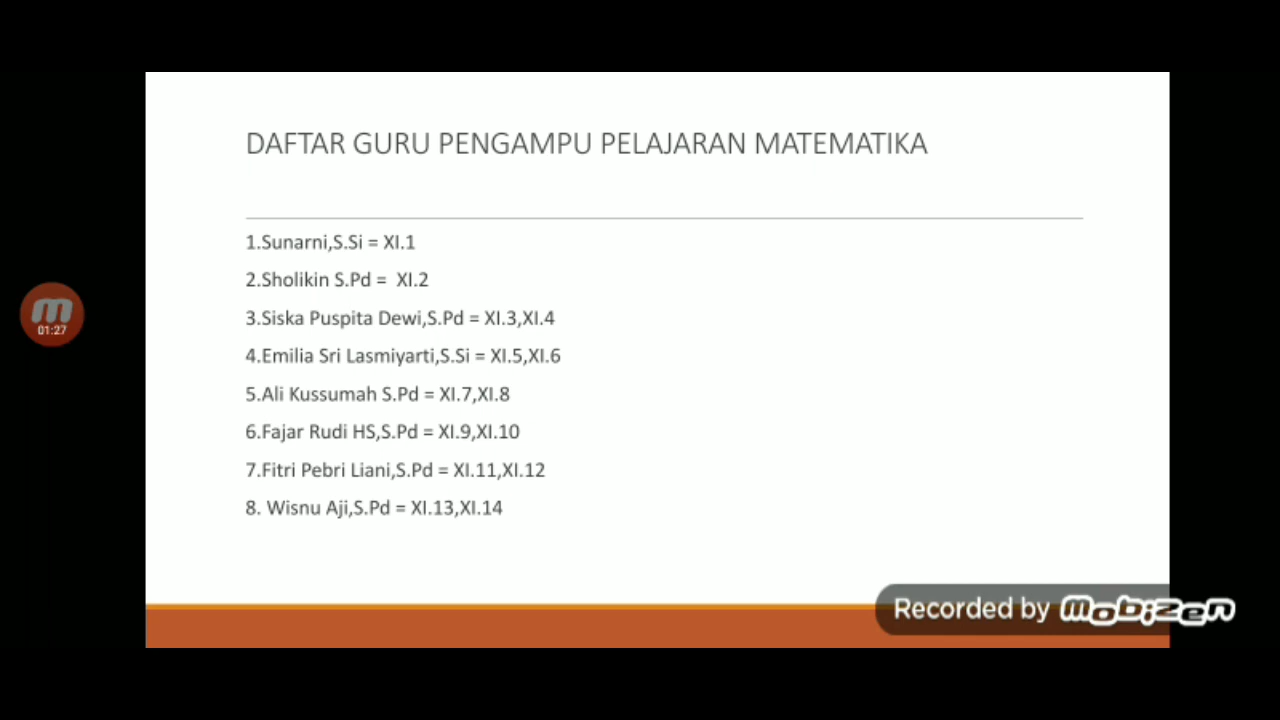 DAFTAR GURU PENGAMPU PELAJARAN MATEMATIKA
1.Sunarni,S.Si = XI.1
2.Sholikin S.Pd =  XI.2
3.Siska Puspita Dewi,S.Pd = XI.3,XI.4
4.Emilia Sri Lasmiyarti,S.Si = XI.5,XI.6
5.Ali Kussumah S.Pd = XI.7,XI.8
6.Fajar Rudi HS,S.Pd = XI.9,XI.10
7.Fitri Pebri Liani,S.Pd = XI.11,XI.12
8. Wisnu Aji,S.Pd = XI.13,XI.14
m
01:27
Recorded by mobizen